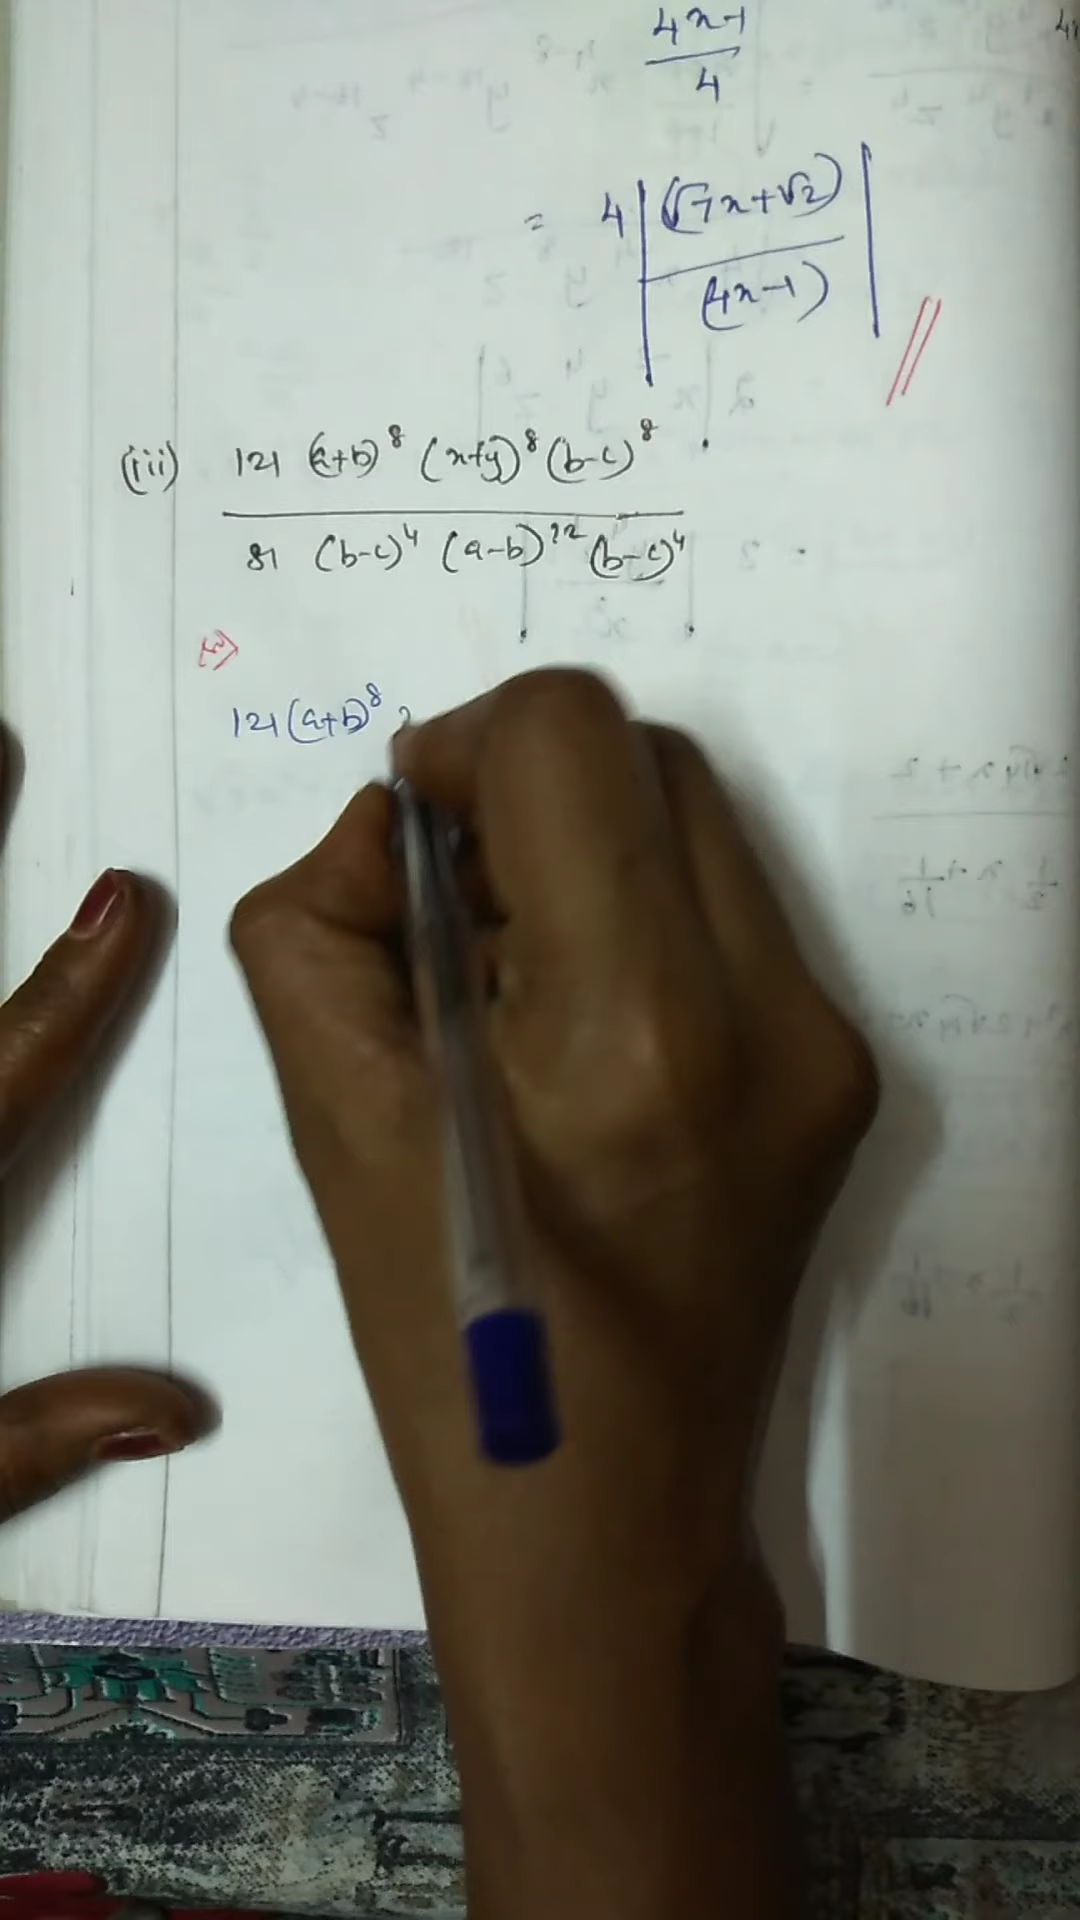 4x-1
4
= 4 | (√7x+√2) |
(4x-1)
(iii) 121 (a+b)⁸ (x+y)⁸ (b-c)⁸
81 (b-c)⁴ (a-b)¹² (b-c)⁴
121 (a+b)⁸